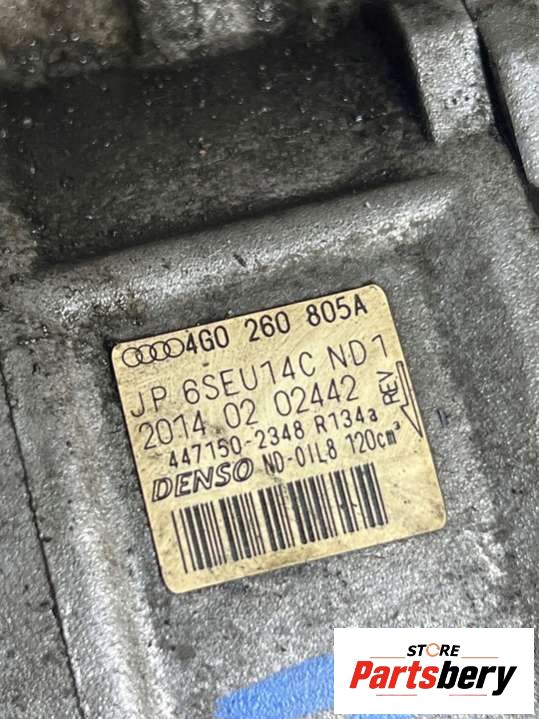 4G0 260 805A
JP 6SEU14C ND1
2014 02 02442
447150-2348 R134a
DENSO ND-OIL8 120cm³
REV
STORE
Partsbery